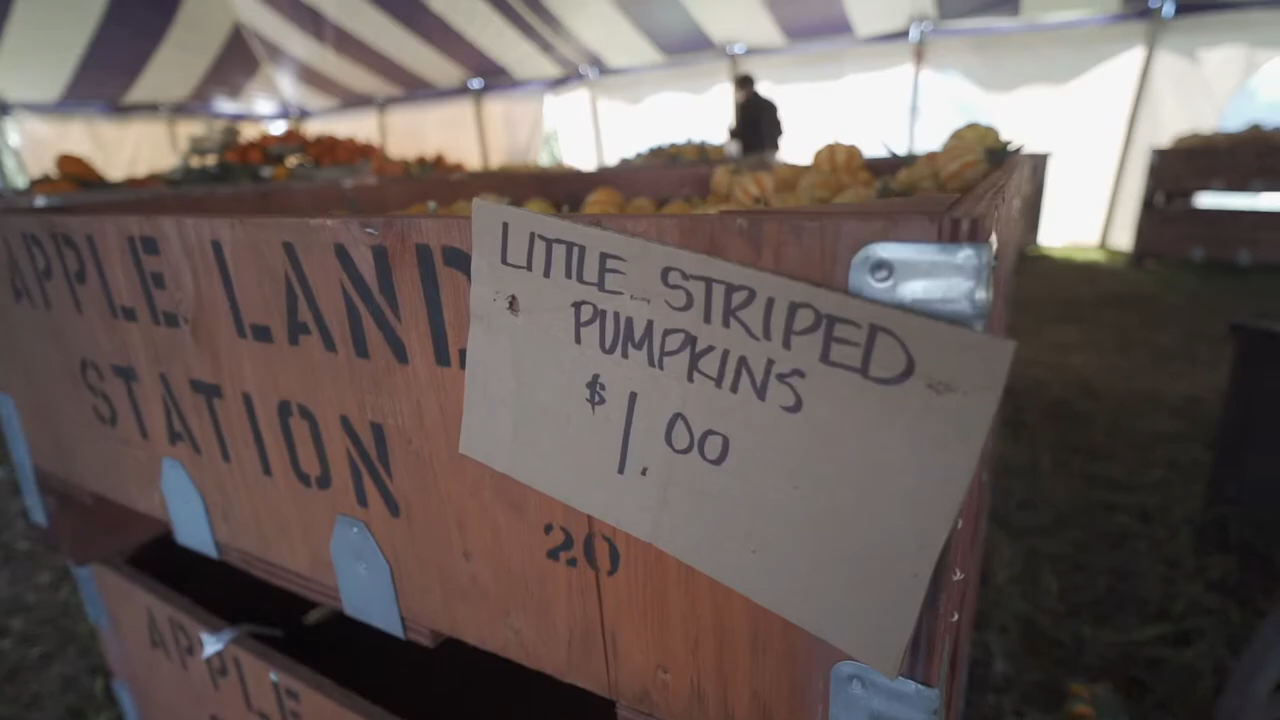 APPLE LAND
STATION
LITTLE STRIPED
PUMPKINS
$1.00
20
APPLE